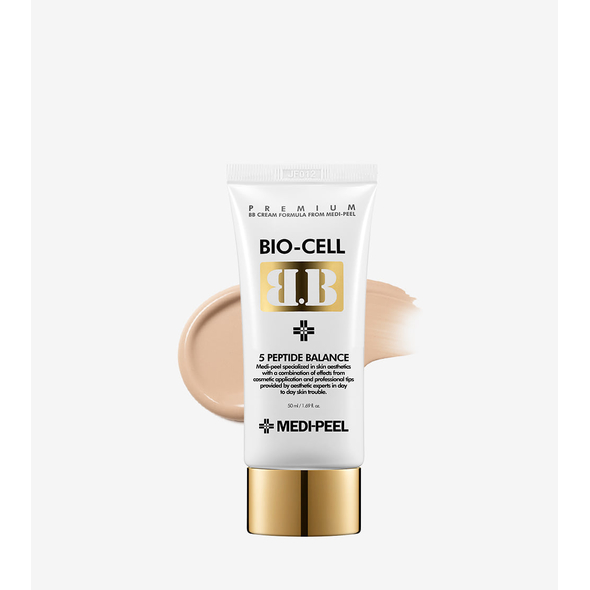 PREMIUM
BB CREAM FORMULA FROM MEDI-PEEL
BIO-CELL
B.B
5 PEPTIDE BALANCE
Medi-peel specialized in skin aesthetics
with a combination of effects from
cosmetic application and professional tips
provided by aesthetic experts in day
to day skin trouble.
50 ml / 1.69 fl. oz.
MEDI-PEEL